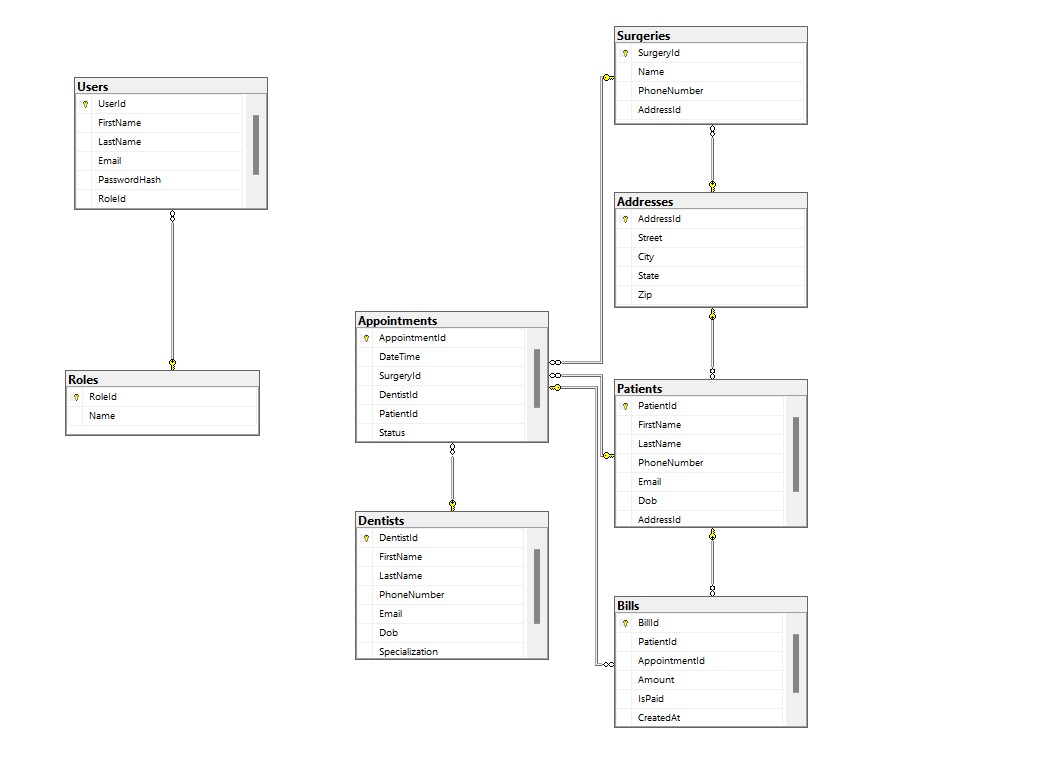 Users
UserId
FirstName
LastName
Email
PasswordHash
RoleId
Roles
RoleId
Name
Appointments
AppointmentId
DateTime
SurgeryId
DentistId
PatientId
Status
Dentists
DentistId
FirstName
LastName
PhoneNumber
Email
Dob
Specialization
Surgeries
SurgeryId
Name
PhoneNumber
AddressId
Addresses
AddressId
Street
City
State
Zip
Patients
PatientId
FirstName
LastName
PhoneNumber
Email
Dob
AddressId
Bills
BillId
PatientId
AppointmentId
Amount
IsPaid
CreatedAt